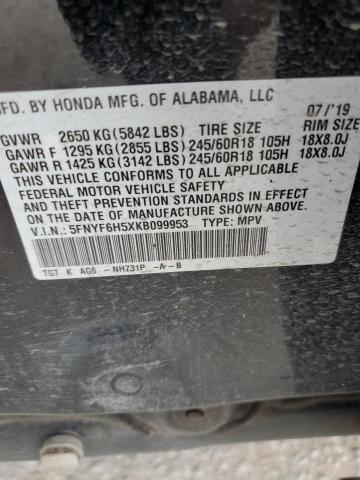 MFD. BY HONDA MFG. OF ALABAMA, LLC 07/'19
GVWR 2650 KG (5842 LBS) TIRE SIZE RIM SIZE
GAWR F 1295 KG (2855 LBS) 245/60R18 105H 18X8.0J
GAWR R 1425 KG (3142 LBS) 245/60R18 105H 18X8.0J
THIS VEHICLE CONFORMS TO ALL APPLICABLE
FEDERAL MOTOR VEHICLE SAFETY
AND THEFT PREVENTION STANDARDS IN EFFECT
ON THE DATE OF MANUFACTURE SHOWN ABOVE.
V.I.N.: 5FNYF6H5XKB099953 TYPE: MPV
TG7 K AG6 -NH731P -A -B